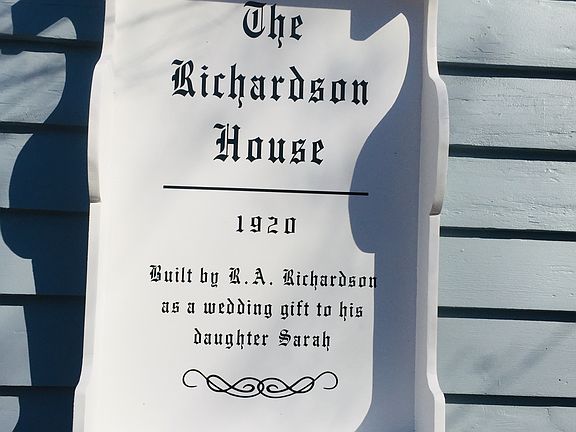 The
Richardson
House
1920
Built by R.A. Richardson
as a wedding gift to his
daughter Sarah